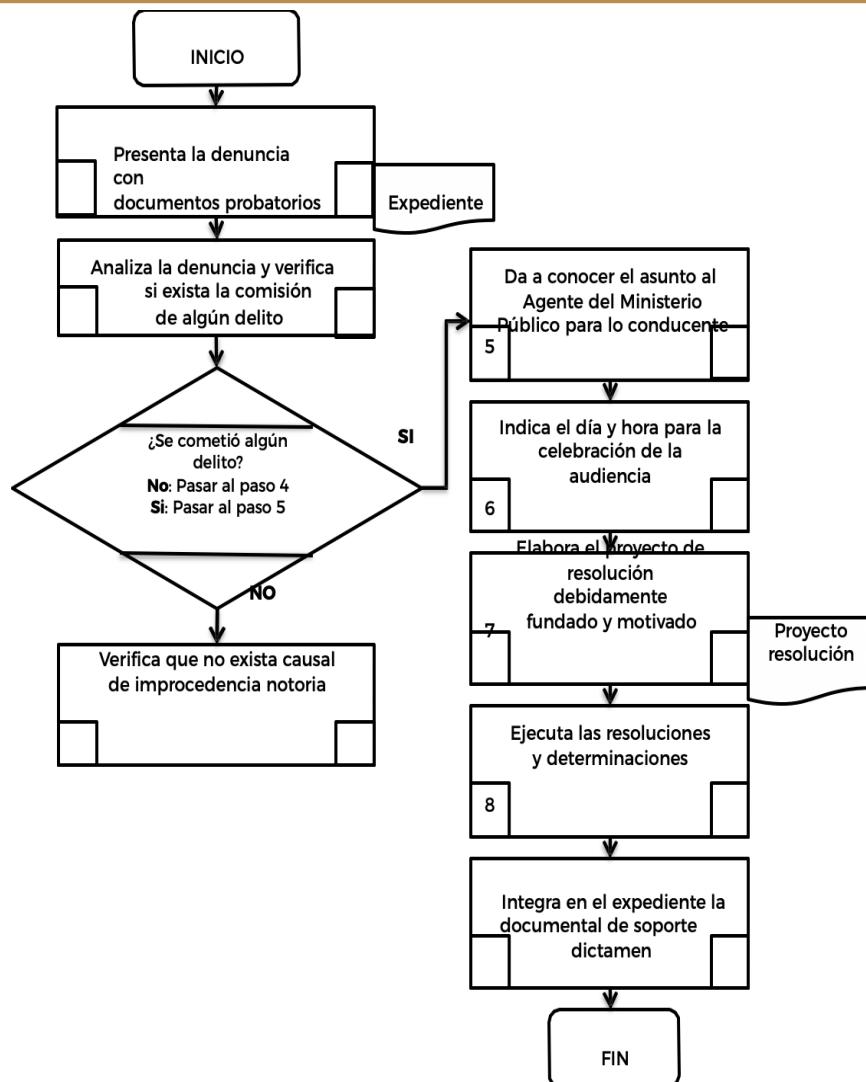 INICIO
Presenta la denuncia
con
documentos probatorios
Expediente
Analiza la denuncia y verifica
si exista la comisión
de algún delito
¿Se cometió algún
delito?
No: Pasar al paso 4
Si: Pasar al paso 5
SI
NO
Verifica que no exista causal
de improcedencia notoria
Da a conocer el asunto al
Agente del Ministerio
Público para lo conducente
5
Indica el día y hora para la
celebración de la
audiencia
6
Elabora el proyecto de
resolución
debidamente
fundado y motivado
7
Proyecto
resolución
Ejecuta las resoluciones
y determinaciones
8
Integra en el expediente la
documental de soporte
dictamen
FIN